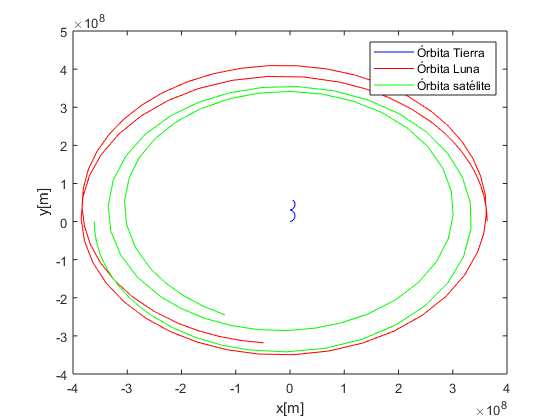 ×10⁸
5
4
3
2
1
0
-1
-2
-3
-4
y[m]
Órbita Tierra
Órbita Luna
Órbita satélite
-4 -3 -2 -1 0 1 2 3 4
x[m]
×10⁸